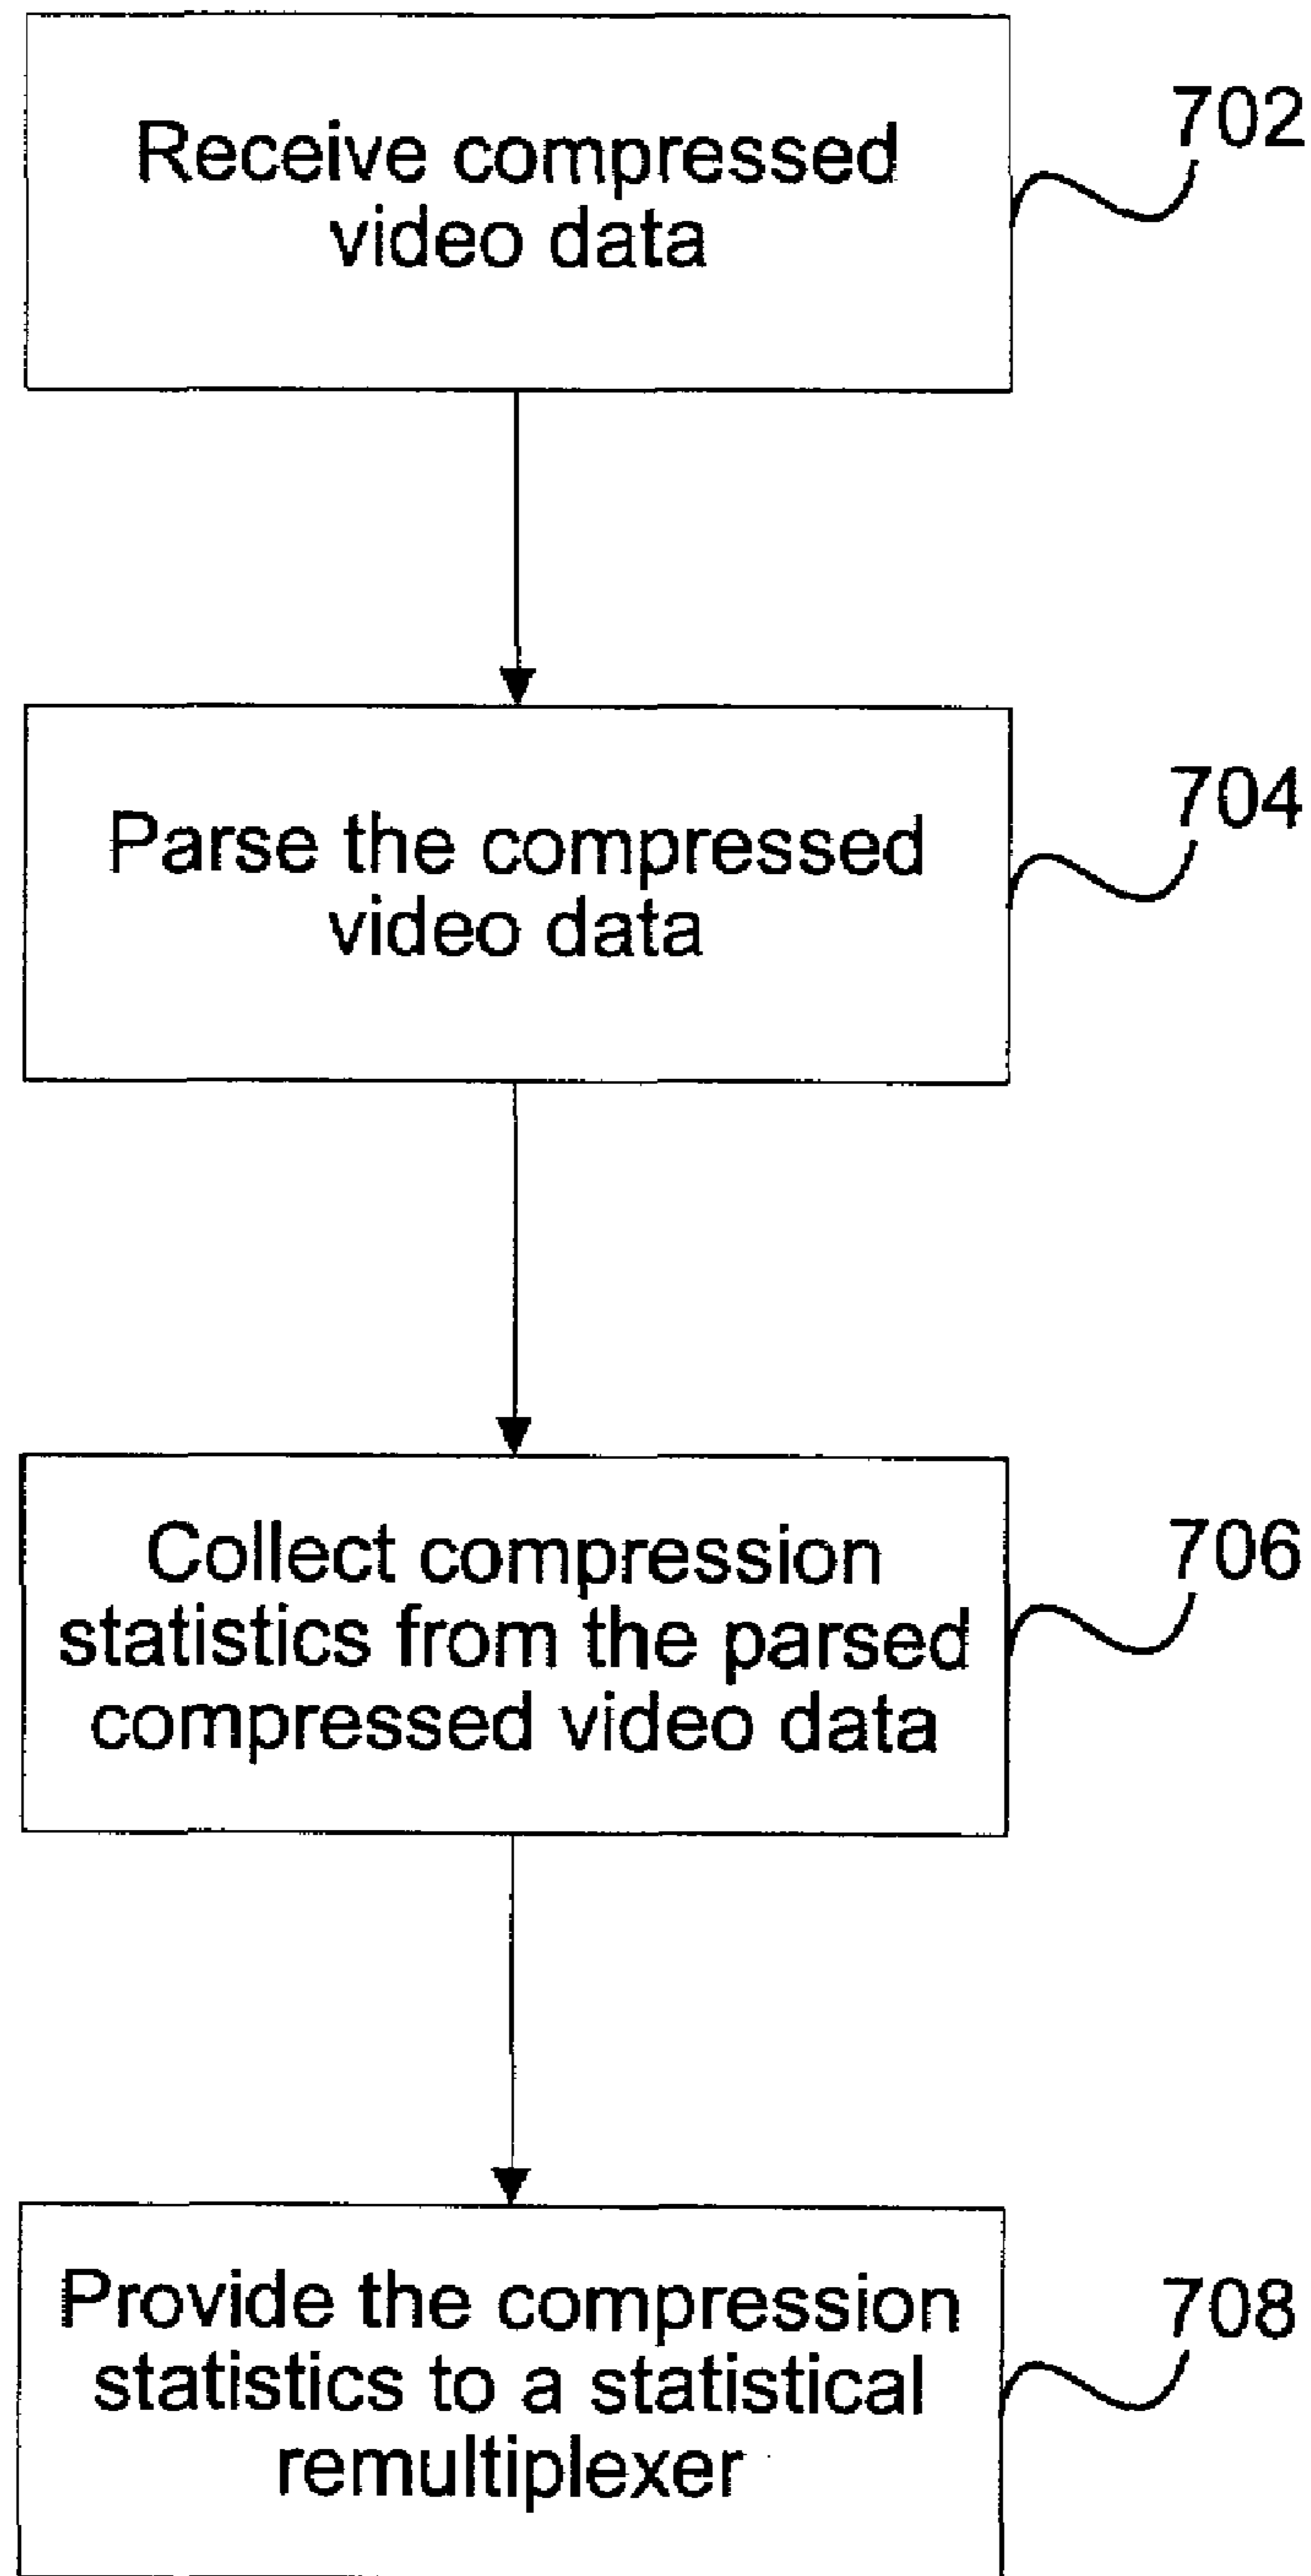 Receive compressed
video data
702
Parse the compressed
video data
704
Collect compression
statistics from the parsed
compressed video data
706
Provide the compression
statistics to a statistical
remultiplexer
708